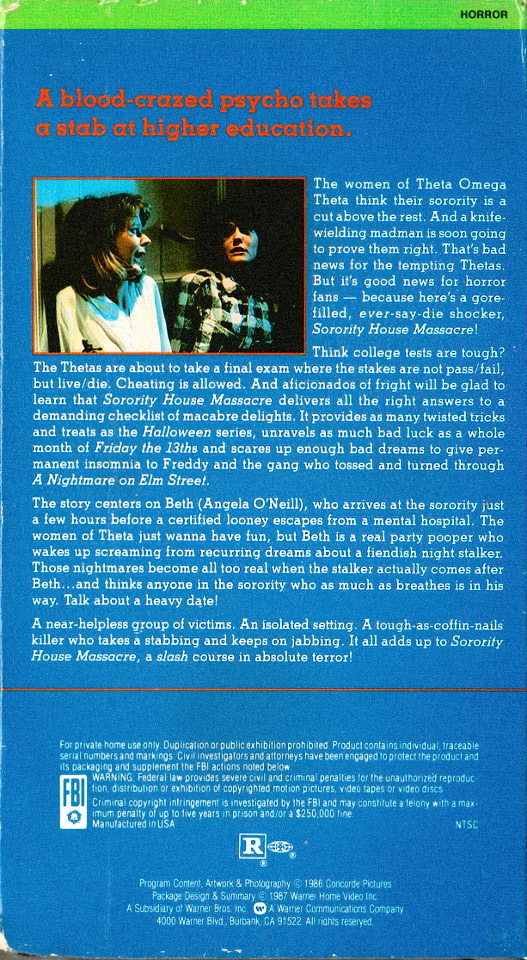 HORROR
A blood-crazed psycho takes
a stab at higher education.
The women of Theta Omega
Theta think their sorority is a
cut above the rest. And a knife-
wielding madman is soon going
to prove them right. That's bad
news for the tempting Thetas.
But it's good news for horror
fans — because here's a gore-
filled, ever-say-die shocker,
Sorority House Massacre!
Think college tests are tough?
The Thetas are about to take a final exam where the stakes are not pass/fail,
but live/die. Cheating is allowed. And aficionados of fright will be glad to
learn that Sorority House Massacre delivers all the right answers to a
demanding checklist of macabre delights. It provides as many twisted tricks
and treats as the Halloween series, unravels as much bad luck as a whole
month of Friday the 13ths and scares up enough bad dreams to give per-
manent insomnia to Freddy and the gang who tossed and turned through
A Nightmare on Elm Street.
The story centers on Beth (Angela O'Neill), who arrives at the sorority just
a few hours before a certified looney escapes from a mental hospital. The
women of Theta just wanna have fun, but Beth is a real party pooper who
wakes up screaming from recurring dreams about a fiendish night stalker.
Those nightmares become all too real when the stalker actually comes after
Beth...and thinks anyone in the sorority who as much as breathes is in his
way. Talk about a heavy date!
A near-helpless group of victims. An isolated setting. A tough-as-coffin-nails
killer who takes a stabbing and keeps on jabbing. It all adds up to Sorority
House Massacre, a slash course in absolute terror!
For private home use only. Duplication or public exhibition prohibited. Product contains individual, traceable
serial numbers and markings. Civil investigators and attorneys have been engaged to protect the product and
its packaging and supplement the FBI actions noted below.
FBI
WARNING: Federal law provides severe civil and criminal penalties for the unauthorized reproduc-
tion, distribution or exhibition of copyrighted motion pictures, video tapes or video discs.
Criminal copyright infringement is investigated by the FBI and may constitute a felony with a max-
imum penalty of up to five years in prison and/or a $250,000 fine.
Manufactured in USA
NTSC
R ®
®
Program Content, Artwork & Photography © 1986 Concorde Pictures
Package Design & Summary © 1987 Warner Home Video Inc.
A Subsidiary of Warner Bros. Inc. A Warner Communications Company
4000 Warner Blvd., Burbank, CA 91522. All rights reserved.